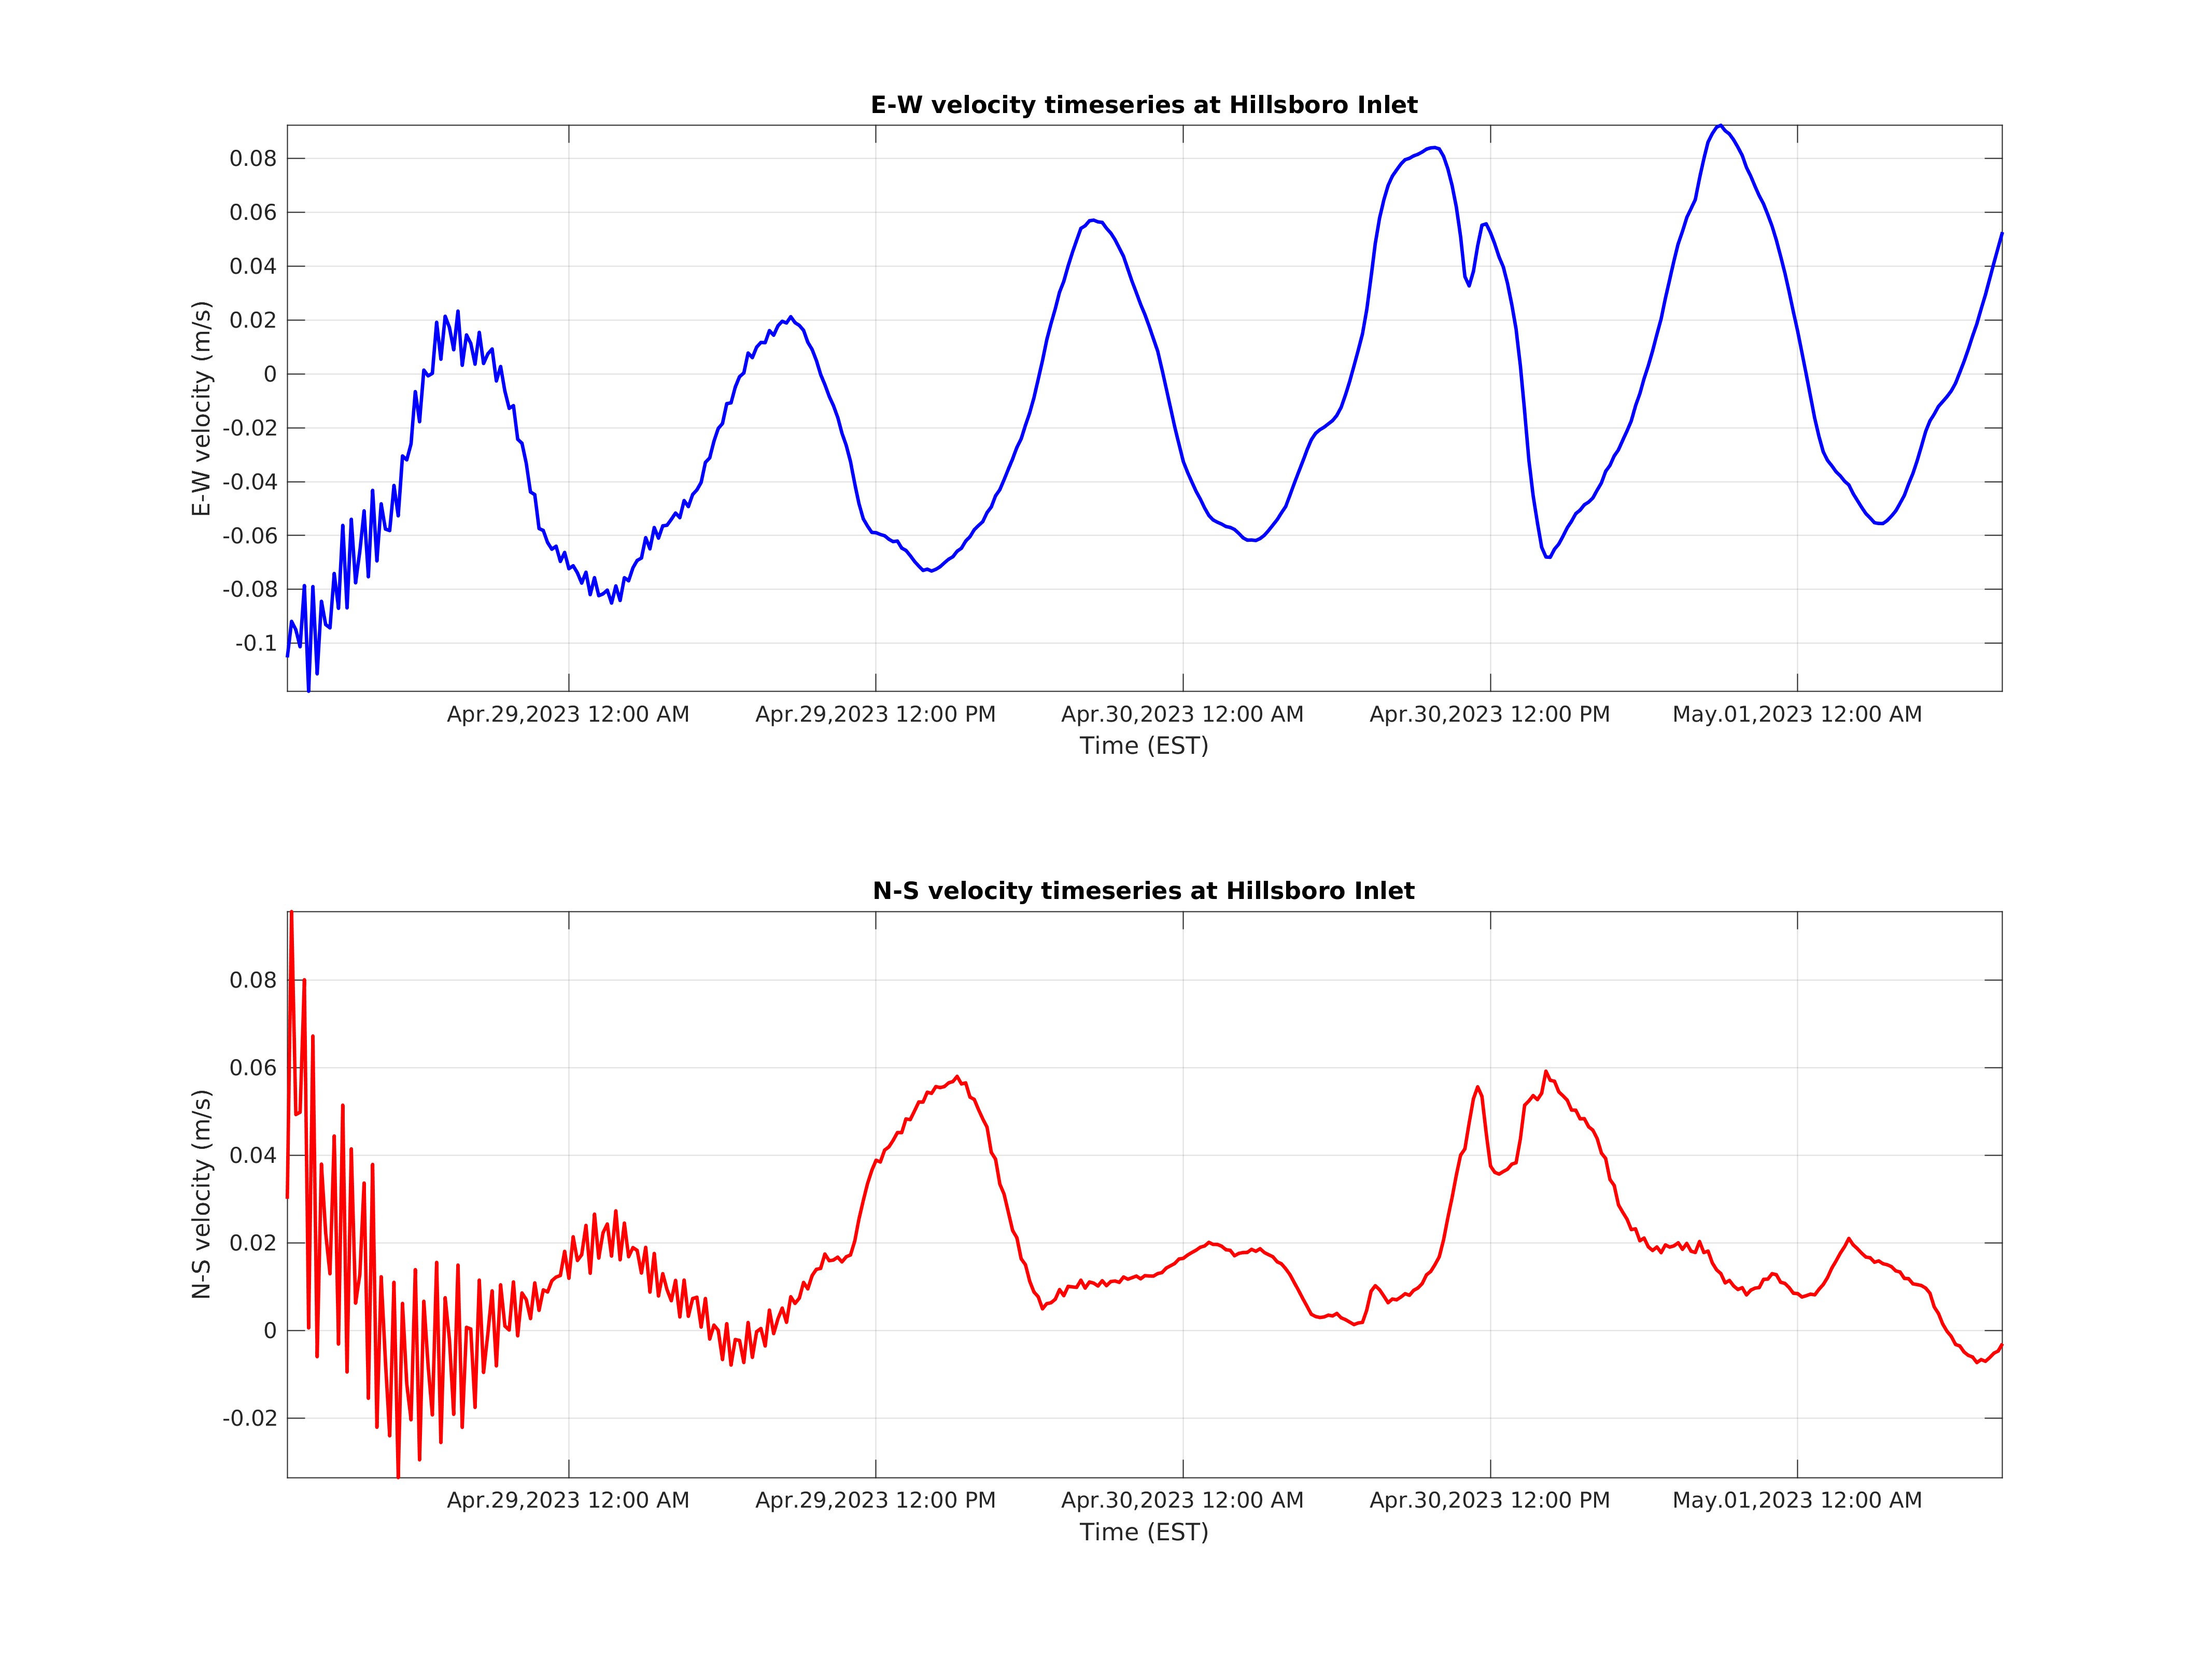 E-W velocity timeseries at Hillsboro Inlet
E-W velocity (m/s)
0.08
0.06
0.04
0.02
0
-0.02
-0.04
-0.06
-0.08
-0.1
Apr.29,2023 12:00 AM
Apr.29,2023 12:00 PM
Apr.30,2023 12:00 AM
Apr.30,2023 12:00 PM
May.01,2023 12:00 AM
Time (EST)
N-S velocity timeseries at Hillsboro Inlet
N-S velocity (m/s)
0.08
0.06
0.04
0.02
0
-0.02
Apr.29,2023 12:00 AM
Apr.29,2023 12:00 PM
Apr.30,2023 12:00 AM
Apr.30,2023 12:00 PM
May.01,2023 12:00 AM
Time (EST)